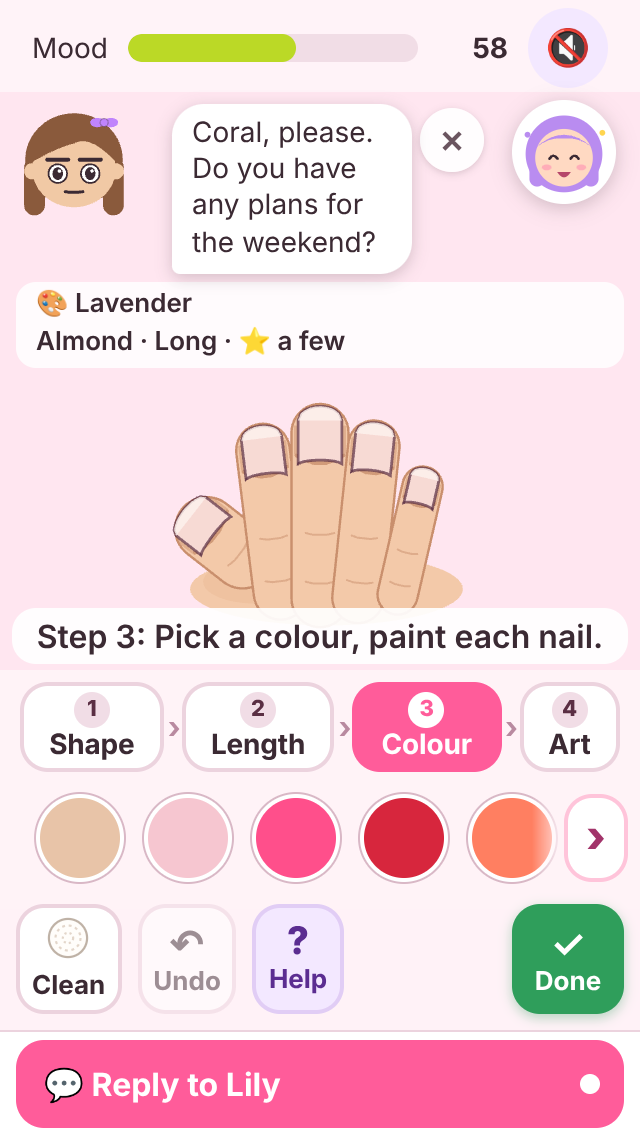 Mood
58
Coral, please.
Do you have
any plans for
the weekend?
×
Lavender
Almond · Long · ⭐ a few
Step 3: Pick a colour, paint each nail.
1
Shape
›
2
Length
›
3
Colour
›
4
Art
›
Clean
Undo
?
Help
✓
Done
Reply to Lily